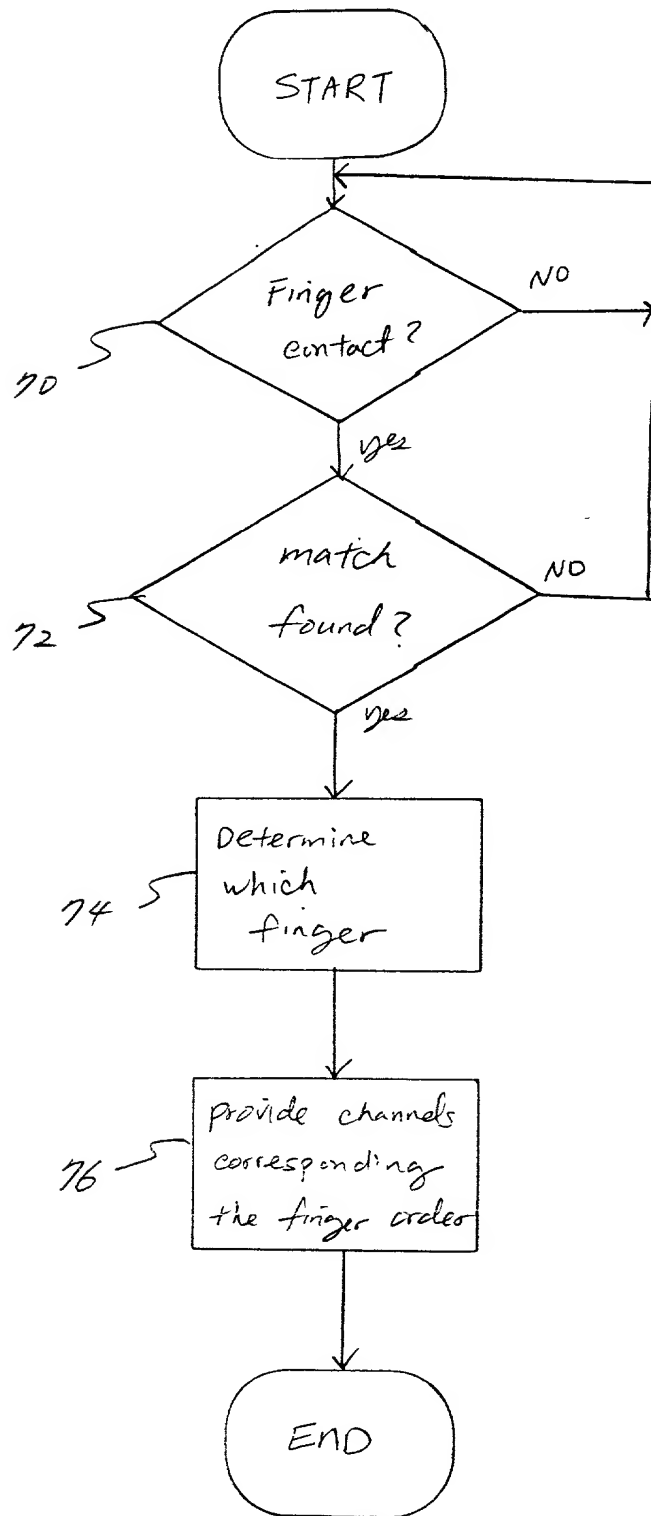 START
Finger
contact?
NO
70
yes
match
found?
NO
72
yes
Determine
which
finger
74
provide channels
corresponding
the finger order
76
END